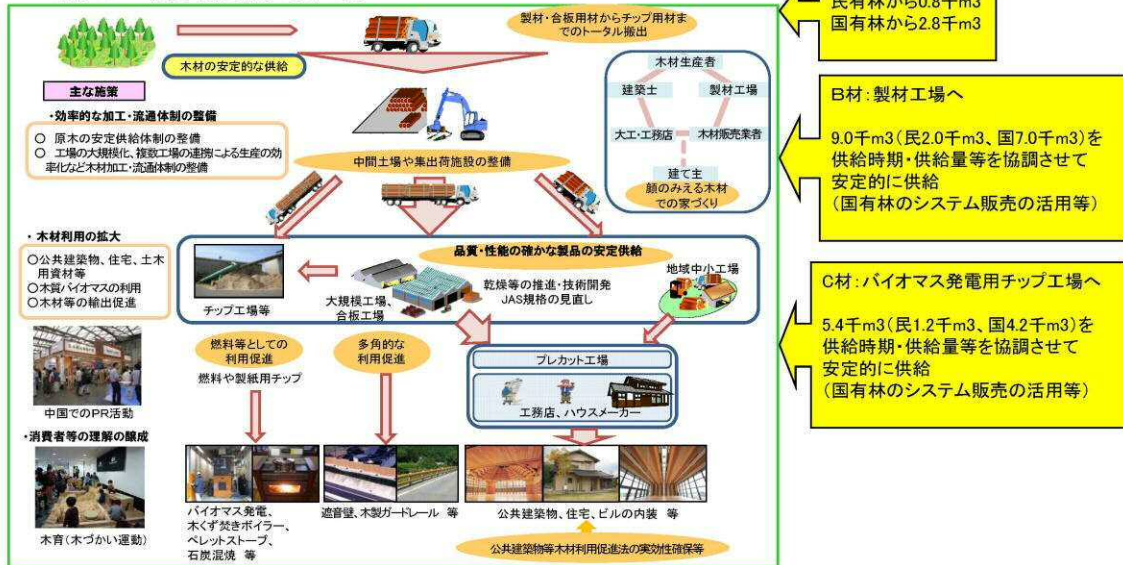 製材・合板用材からチップ用材ま
でのトータル搬出
木材の安定的な供給
主な施策
・効率的な加工・流通体制の整備
○ 原木の安定供給体制の整備
○ 工場の大規模化、複数工場の連携による生産の効
率化など木材加工・流通体制の整備
中間土場や集出荷施設の整備
木材生産者
建築士
製材工場
大工・工務店
木材販売業者
建て主
顔のみえる木材
での家づくり
・ 木材利用の拡大
○公共建築物、住宅、土木
用資材等
○木質バイオマスの利用
○木材等の輸出促進
品質・性能の確かな製品の安定供給
チップ工場等
大規模工場、
合板工場
乾燥等の推進・技術開発
JAS規格の見直し
地域中小工場
燃料等としての
利用促進
燃料や製紙用チップ
多角的な
利用促進
プレカット工場
工務店、ハウスメーカー
中国でのPR活動
・消費者等の理解の醸成
木育(木づかい運動)
バイオマス発電、
木くず焚きボイラー、
ペレットストーブ、
石炭混焼 等
遮音壁、木製ガードレール 等
公共建築物、住宅、ビルの内装 等
公共建築物等木材利用促進法の実効性確保等
民有林から0.8千m3
国有林から2.8千m3
B材:製材工場へ
9.0千m3(民2.0千m3、国7.0千m3)を
供給時期・供給量等を協調させて
安定的に供給
(国有林のシステム販売の活用等)
C材:バイオマス発電用チップ工場へ
5.4千m3(民1.2千m3、国4.2千m3)を
供給時期・供給量等を協調させて
安定的に供給
(国有林のシステム販売の活用等)